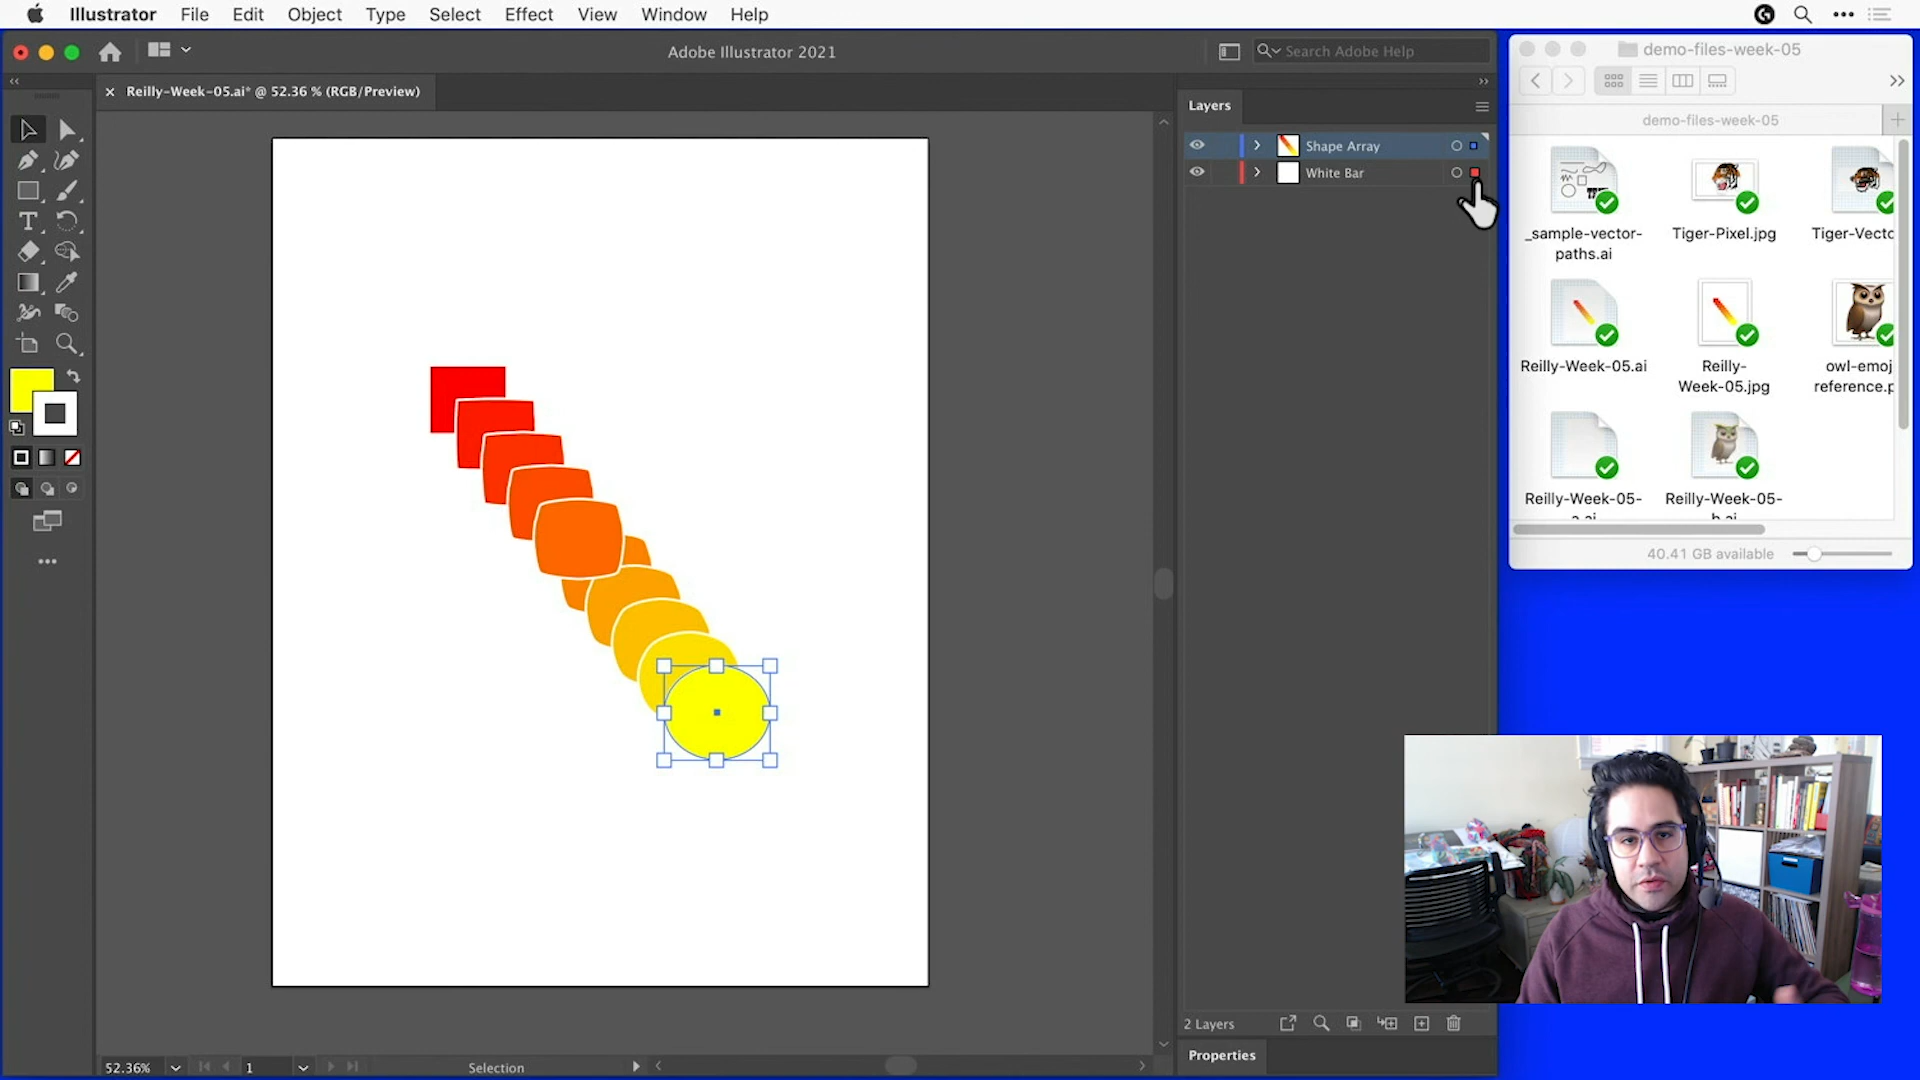 Illustrator File Edit Object Type Select Effect View Window Help
Adobe Illustrator 2021
Search Adobe Help
Reilly-Week-05.ai* @ 52.36 % (RGB/Preview)
Layers
Shape Array
White Bar
2 Layers
Properties
52.36%
1
Selection
demo-files-week-05
demo-files-week-05
_sample-vector-
paths.ai
Tiger-Pixel.jpg
Tiger-Vecto
Reilly-Week-05.ai
Reilly-
Week-05.jpg
owl-emoj
reference.p
Reilly-Week-05-
a.ai
Reilly-Week-05-
b.ai
40.41 GB available